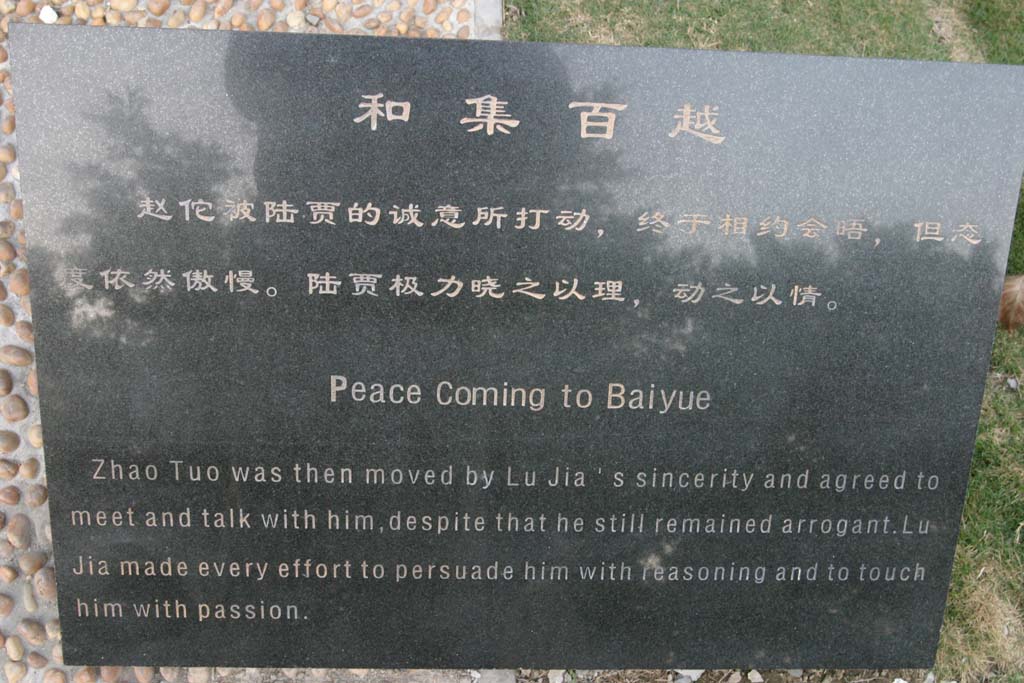 和集百越
赵佗被陆贾的诚意所打动，终于相约会晤，但态
度依然傲慢。陆贾极力晓之以理，动之以情。
Peace Coming to Baiyue
Zhao Tuo was then moved by Lu Jia's sincerity and agreed to
meet and talk with him,despite that he still remained arrogant.Lu
Jia made every effort to persuade him with reasoning and to touch
him with passion.